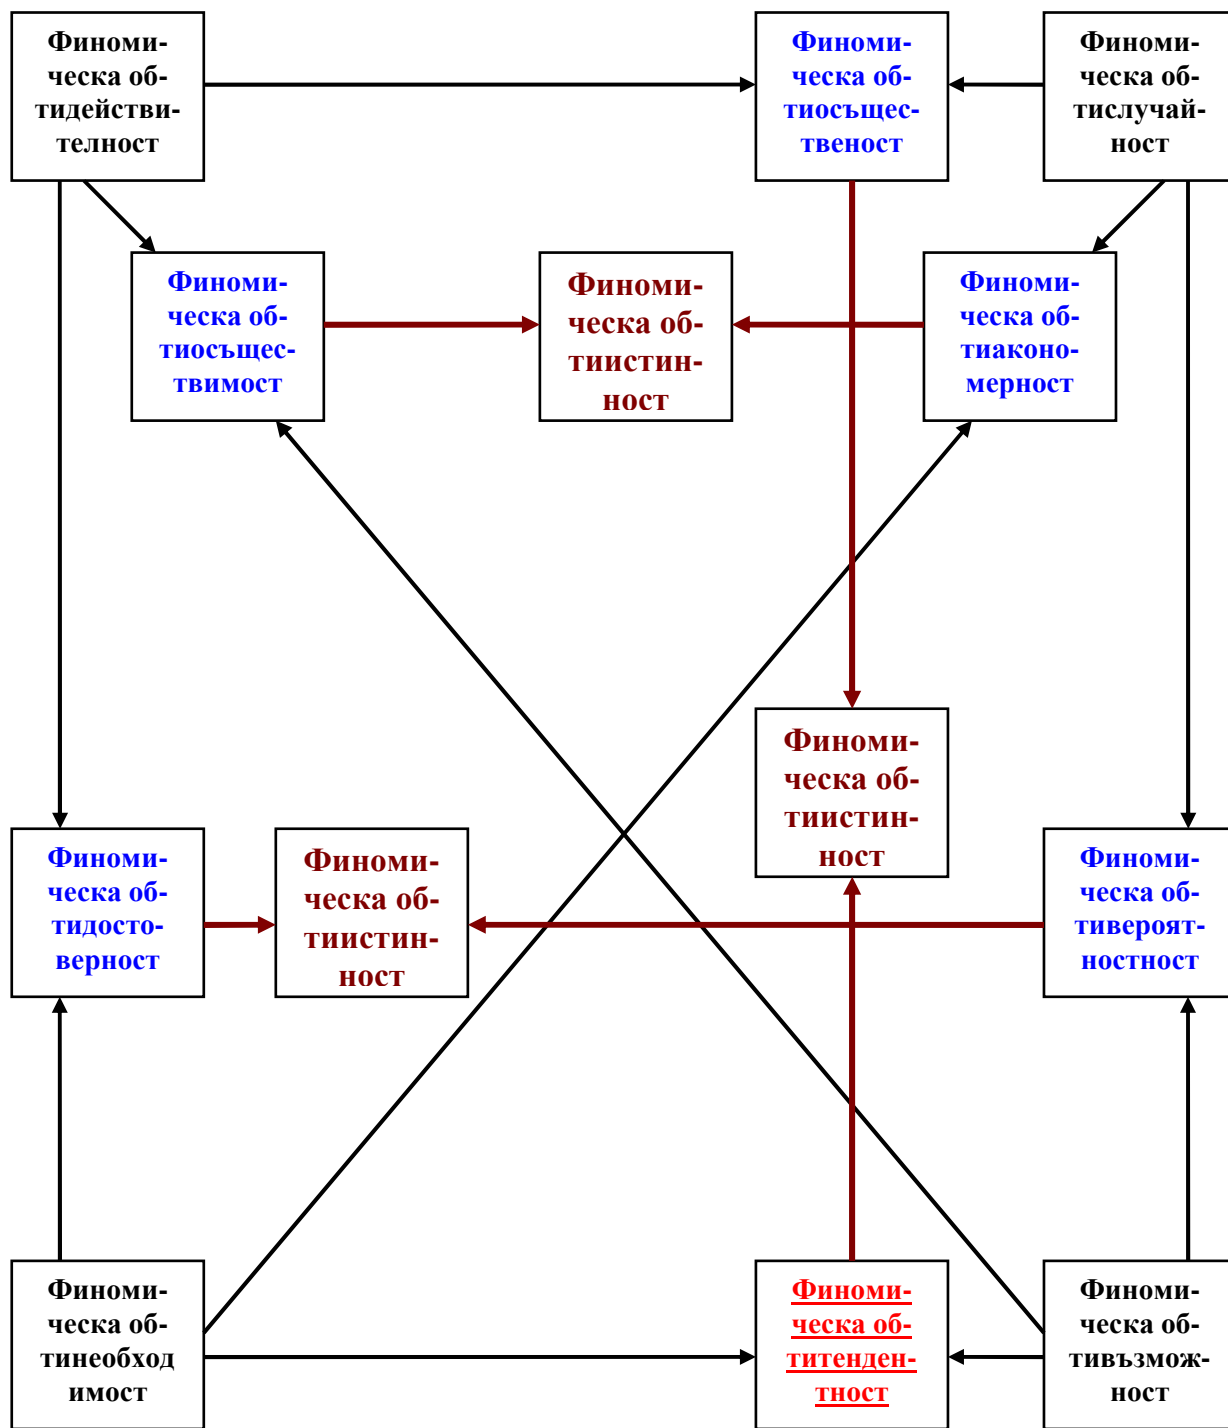 Финоми-
ческа об-
тидействи-
телност
Финоми-
ческа об-
тиосъщес-
твеност
Финоми-
ческа об-
тислучай-
ност
Финоми-
ческа об-
тиосъщес-
твимост
Финоми-
ческа об-
тиистин-
ност
Финоми-
ческа об-
тиаконо-
мерност
Финоми-
ческа об-
тиистин-
ност
Финоми-
ческа об-
тидосто-
верност
Финоми-
ческа об-
тиистин-
ност
Финоми-
ческа об-
тивероят-
ностност
Финоми-
ческа об-
тинеобход
имост
Финоми-
ческа об-
титенден-
тност
Финоми-
ческа об-
тивъзмож-
ност